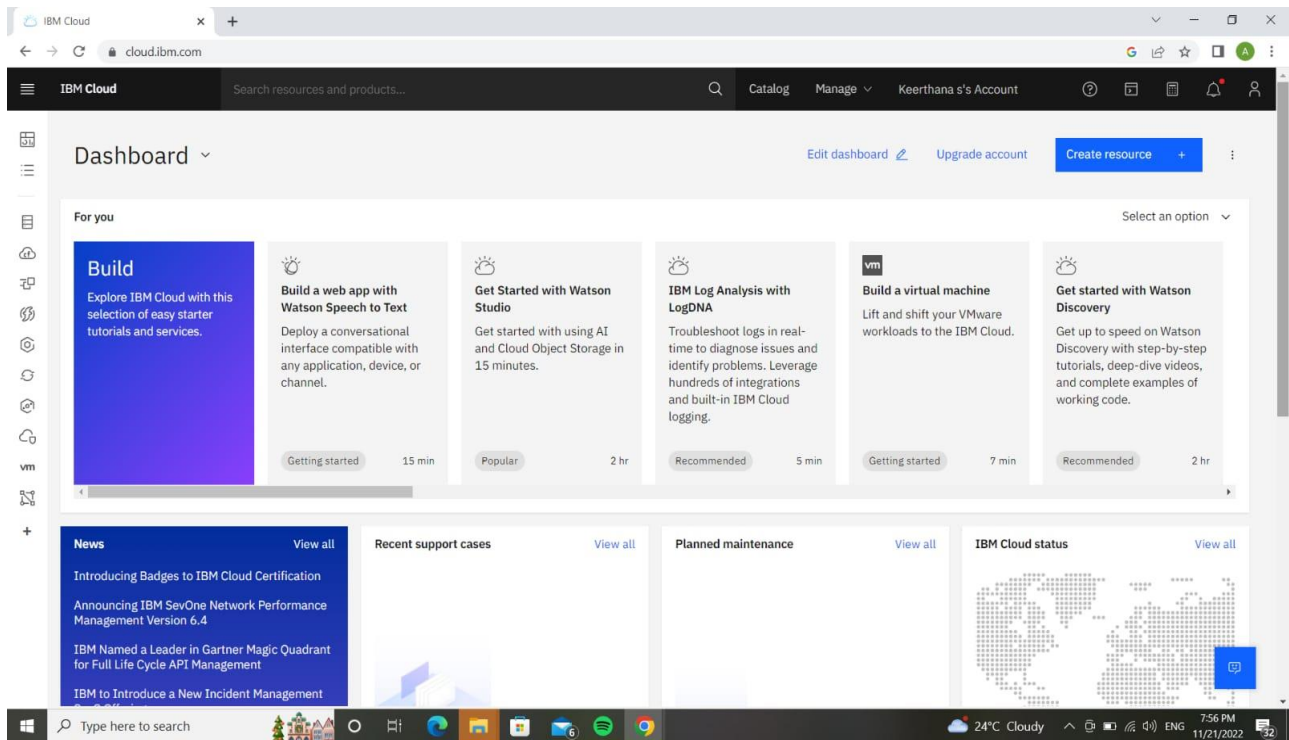 IBM Cloud
cloud.ibm.com
G
A
IBM Cloud
Search resources and products...
Catalog
Manage
Keerthana s's Account
Dashboard
Edit dashboard
Upgrade account
Create resource +
For you
Select an option
Build
Explore IBM Cloud with this
selection of easy starter
tutorials and services.
Build a web app with
Watson Speech to Text
Deploy a conversational
interface compatible with
any application, device, or
channel.
Getting started
15 min
Get Started with Watson
Studio
Get started with using AI
and Cloud Object Storage in
15 minutes.
Popular
2 hr
IBM Log Analysis with
LogDNA
Troubleshoot logs in real-
time to diagnose issues and
identify problems. Leverage
hundreds of integrations
and built-in IBM Cloud
logging.
Recommended
5 min
vm
Build a virtual machine
Lift and shift your VMware
workloads to the IBM Cloud.
Getting started
7 min
Get started with Watson
Discovery
Get up to speed on Watson
Discovery with step-by-step
tutorials, deep-dive videos,
and complete examples of
working code.
Recommended
2 hr
vm
News
View all
Introducing Badges to IBM Cloud Certification
Announcing IBM SevOne Network Performance
Management Version 6.4
IBM Named a Leader in Gartner Magic Quadrant
for Full Life Cycle API Management
IBM to Introduce a New Incident Management
Recent support cases
View all
Planned maintenance
View all
IBM Cloud status
View all
Type here to search
6
24°C Cloudy
ENG
7:56 PM
11/21/2022
32